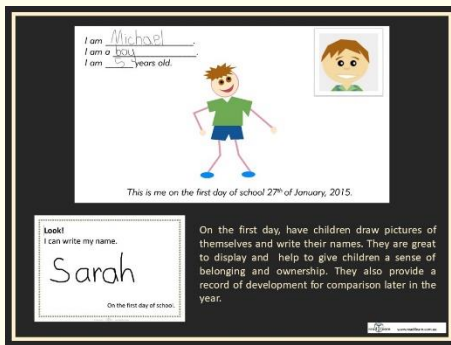 I am Michael.
I am a boy.
I am 5 years old.
This is me on the first day of school 27th of January, 2015.
Look!
I can write my name.
Sarah
On the first day of school.
On the first day, have children draw pictures of
themselves and write their names. They are great
to display and help to give children a sense of
belonging and ownership. They also provide a
record of development for comparison later in the
year.